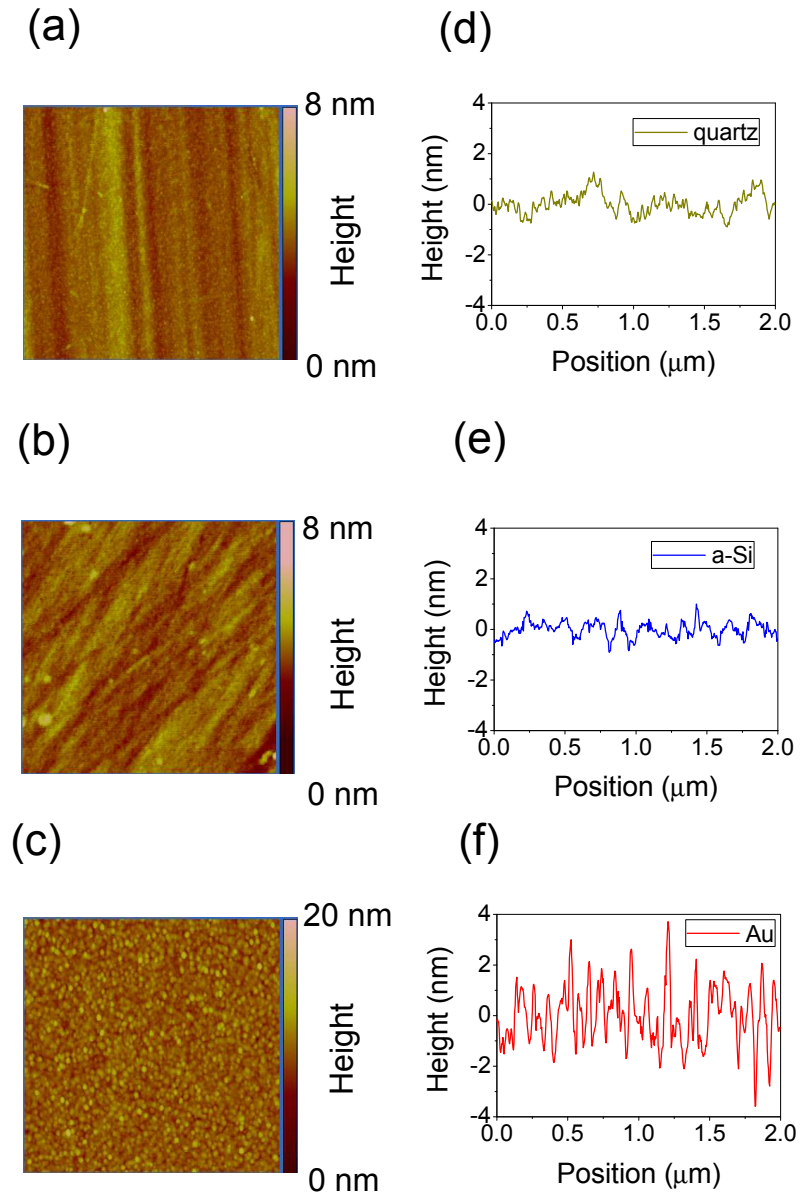 (a)
8 nm
Height
0 nm
(d)
4
2
0
-2
-4
Height (nm)
quartz
0.0 0.5 1.0 1.5 2.0
Position (μm)
(b)
8 nm
Height
0 nm
(e)
4
2
0
-2
-4
Height (nm)
a-Si
0.0 0.5 1.0 1.5 2.0
Position (μm)
(c)
20 nm
Height
0 nm
(f)
4
2
0
-2
-4
Height (nm)
Au
0.0 0.5 1.0 1.5 2.0
Position (μm)